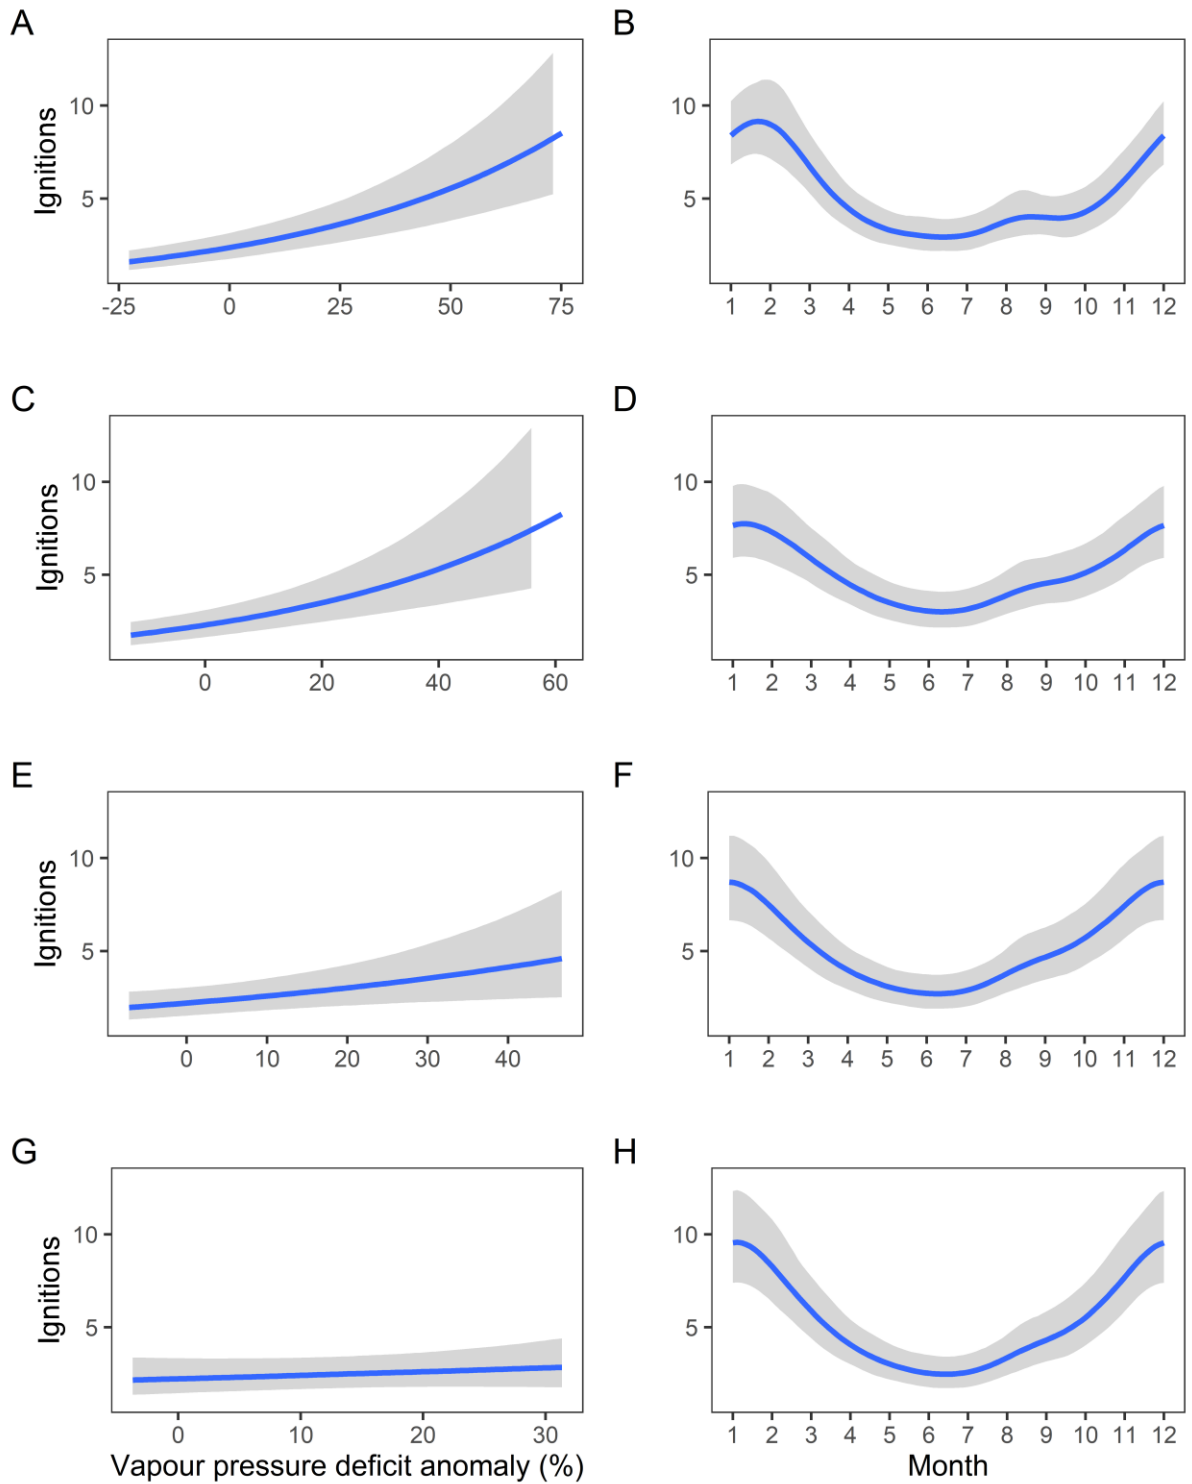 A
B
Ignitions
10
5
-25 0 25 50 75
1 2 3 4 5 6 7 8 9 10 11 12
10
5
C
D
Ignitions
10
5
0 20 40 60
10
5
1 2 3 4 5 6 7 8 9 10 11 12
E
F
Ignitions
10
5
0 10 20 30 40
10
5
1 2 3 4 5 6 7 8 9 10 11 12
G
H
Ignitions
10
5
0 10 20 30
Vapour pressure deficit anomaly (%)
10
5
1 2 3 4 5 6 7 8 9 10 11 12
Month